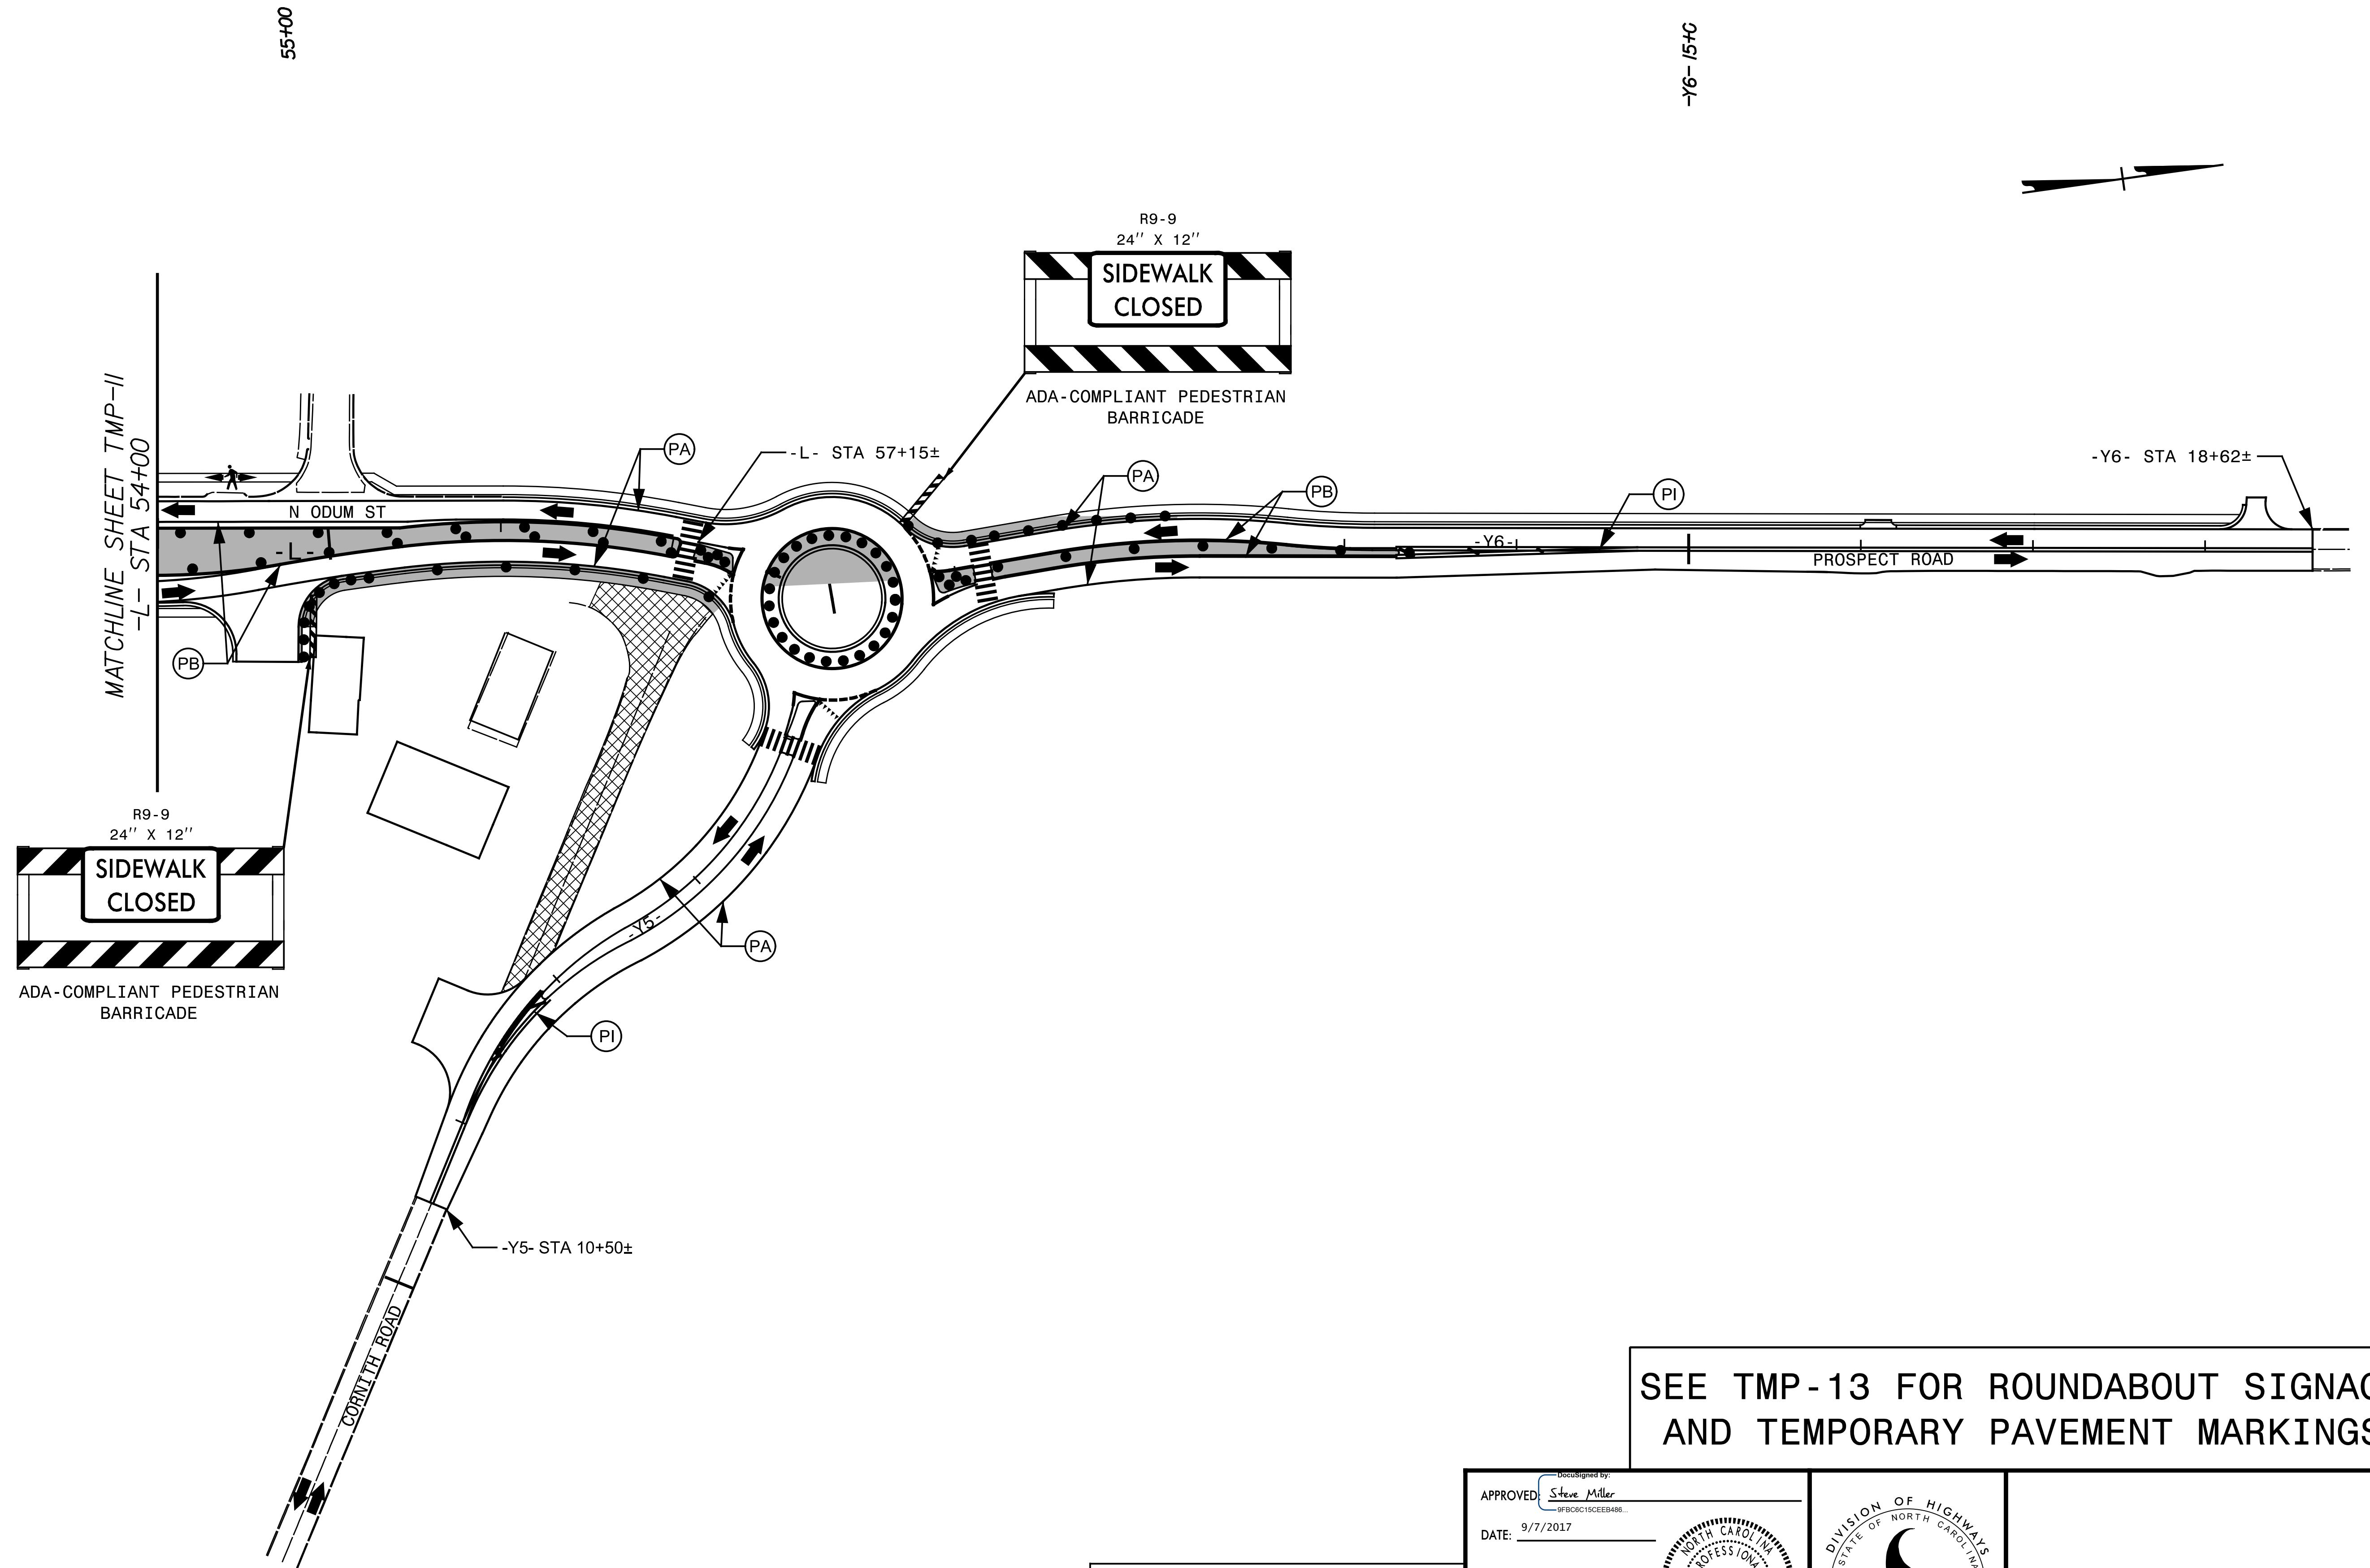 55+00
-Y6- 15+0
R9-9
24'' X 12''
SIDEWALK
CLOSED
ADA-COMPLIANT PEDESTRIAN
BARRICADE
MATCHLINE SHEET TMP-11
-L- STA 54+00
PA
-L- STA 57+15±
PA
PB
PI
-Y6- STA 18+62±
N ODUM ST
-L-
-Y6-
PROSPECT ROAD
PB
R9-9
24'' X 12''
SIDEWALK
CLOSED
ADA-COMPLIANT PEDESTRIAN
BARRICADE
-Y5-
PA
PI
-Y5- STA 10+50±
CORNITH ROAD
SEE TMP-13 FOR ROUNDABOUT
AND TEMPORARY PAVEMENT MARKINGS
DocuSigned by:
APPROVED: Steve Miller
9FBC6C15CEEB486...
DATE: 9/7/2017
NORTH CAROLINA
DIVISION OF HIGHWAYS
STATE OF NORTH CAROLINA